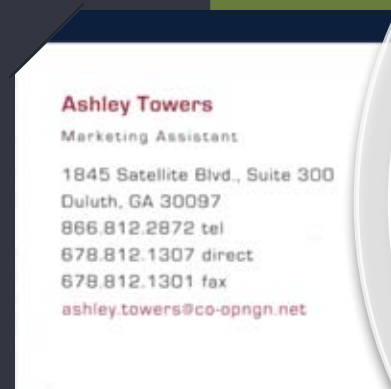 Ashley Towers
Marketing Assistant
1845 Satellite Blvd., Suite 300
Duluth, GA 30097
866.812.2872 tel
678.812.1307 direct
678.812.1301 fax
ashley.towers@co-opngn.net